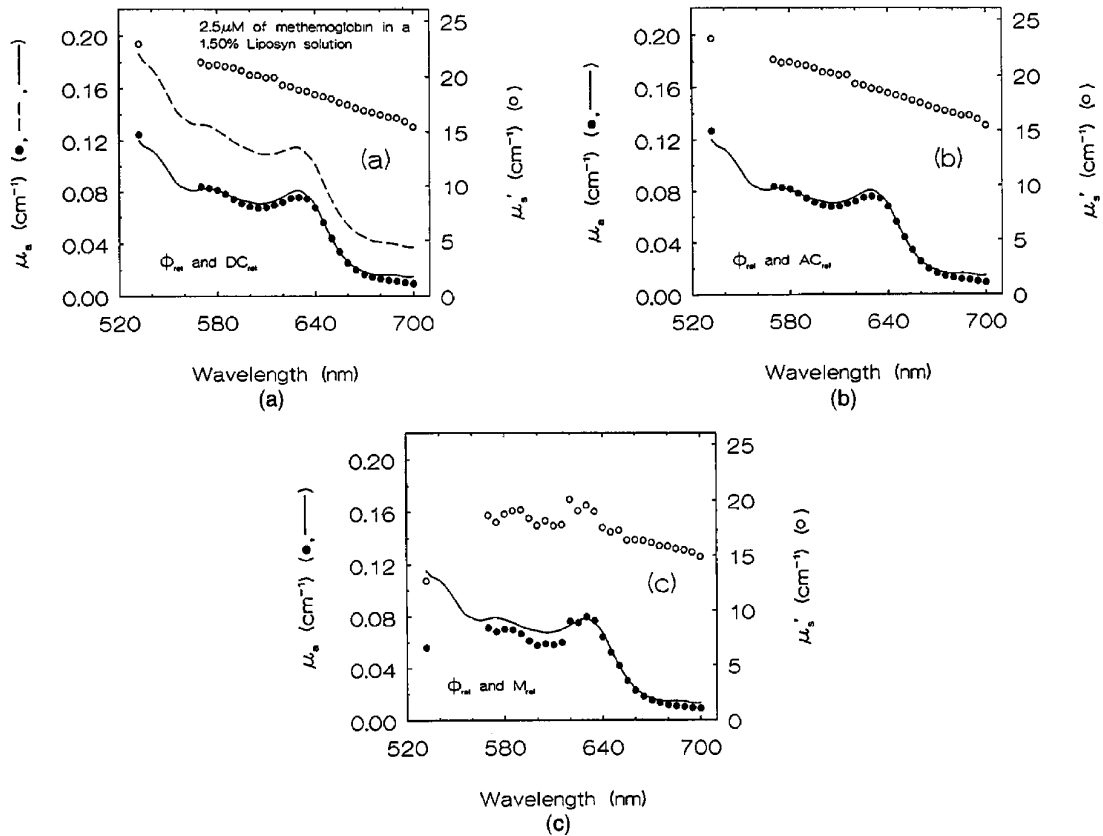 2.5μM of methemoglobin in a
1.50% Liposyn solution
0.20
0.16
0.12
0.08
0.04
0.00
25
20
15
10
5
0
520
580
640
700
μa (cm⁻¹) (●, – –, —)
μs' (cm⁻¹) (o)
(a)
Φrel and DCrel
Wavelength (nm)
(a)
0.20
0.16
0.12
0.08
0.04
0.00
25
20
15
10
5
0
520
580
640
700
μa (cm⁻¹) (●, —)
μs' (cm⁻¹) (o)
(b)
Φrel and ACrel
Wavelength (nm)
(b)
0.20
0.16
0.12
0.08
0.04
0.00
25
20
15
10
5
0
520
580
640
700
μa (cm⁻¹) (●, —)
μs' (cm⁻¹) (o)
(c)
Φrel and Mrel
Wavelength (nm)
(c)